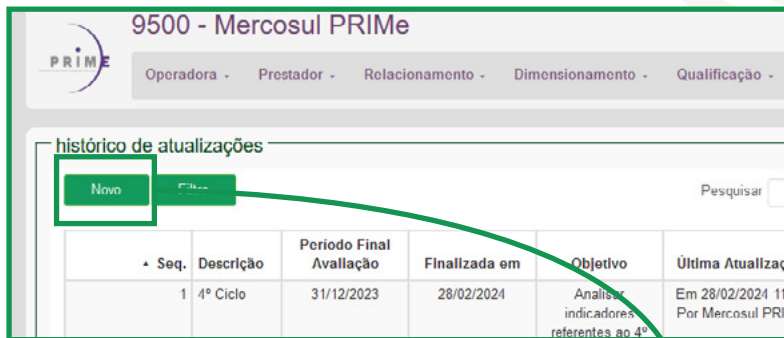 9500 - Mercosul PRIMe
PRIME
Operadora - Prestador - Relacionamento - Dimensionamento - Qualificação -
histórico de atualizações
Novo Filtro Pesquisar
Seq. Descrição Período Final Avaliação Finalizada em Objetivo Última
1 4º Ciclo 31/12/2023 28/02/2024 Analisar Em 28/02/2024
indicadores Por Mercosul
referentes ao 4º